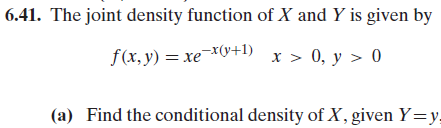 6.41. The joint density function of X and Y is given by
f(x, y) = xe^{-x(y+1)} x > 0, y > 0
(a) Find the conditional density of X, given Y=y,